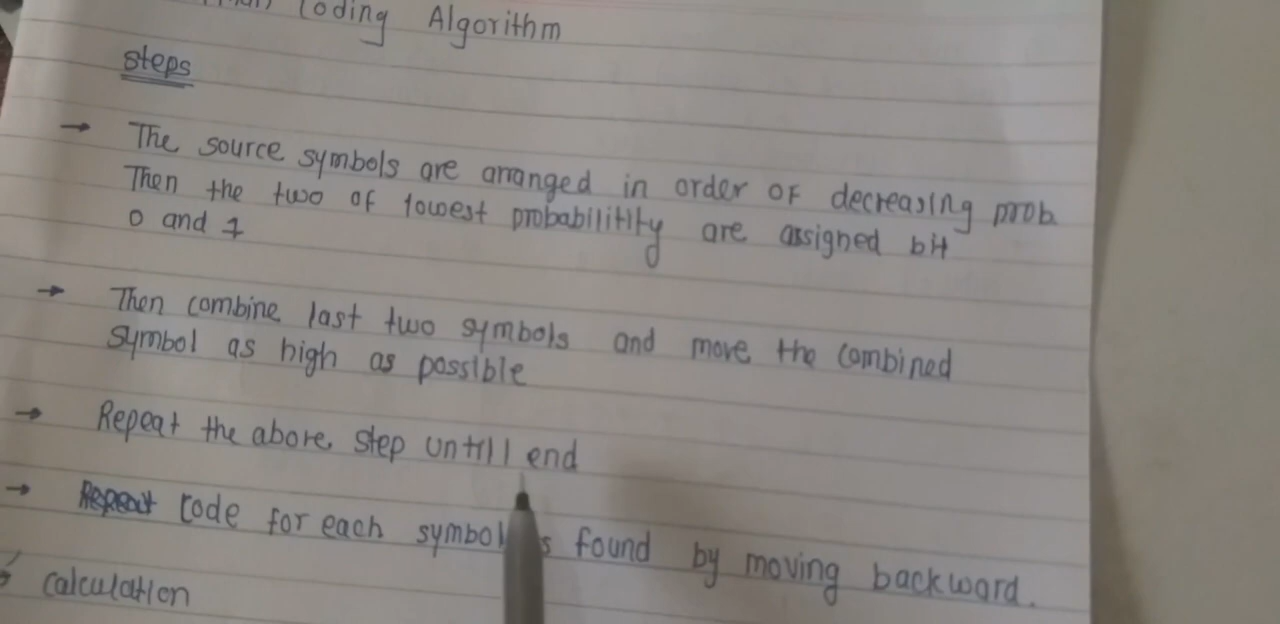 Coding Algorithm
steps
→ The source symbols are arranged in order of decreasing prob.
Then the two of lowest probabilitity are assigned bit
0 and 1
→ Then combine last two symbols and move the combined
symbol as high as possible
→ Repeat the above step untill end
→ Code for each symbol is found by moving backward.
calculation